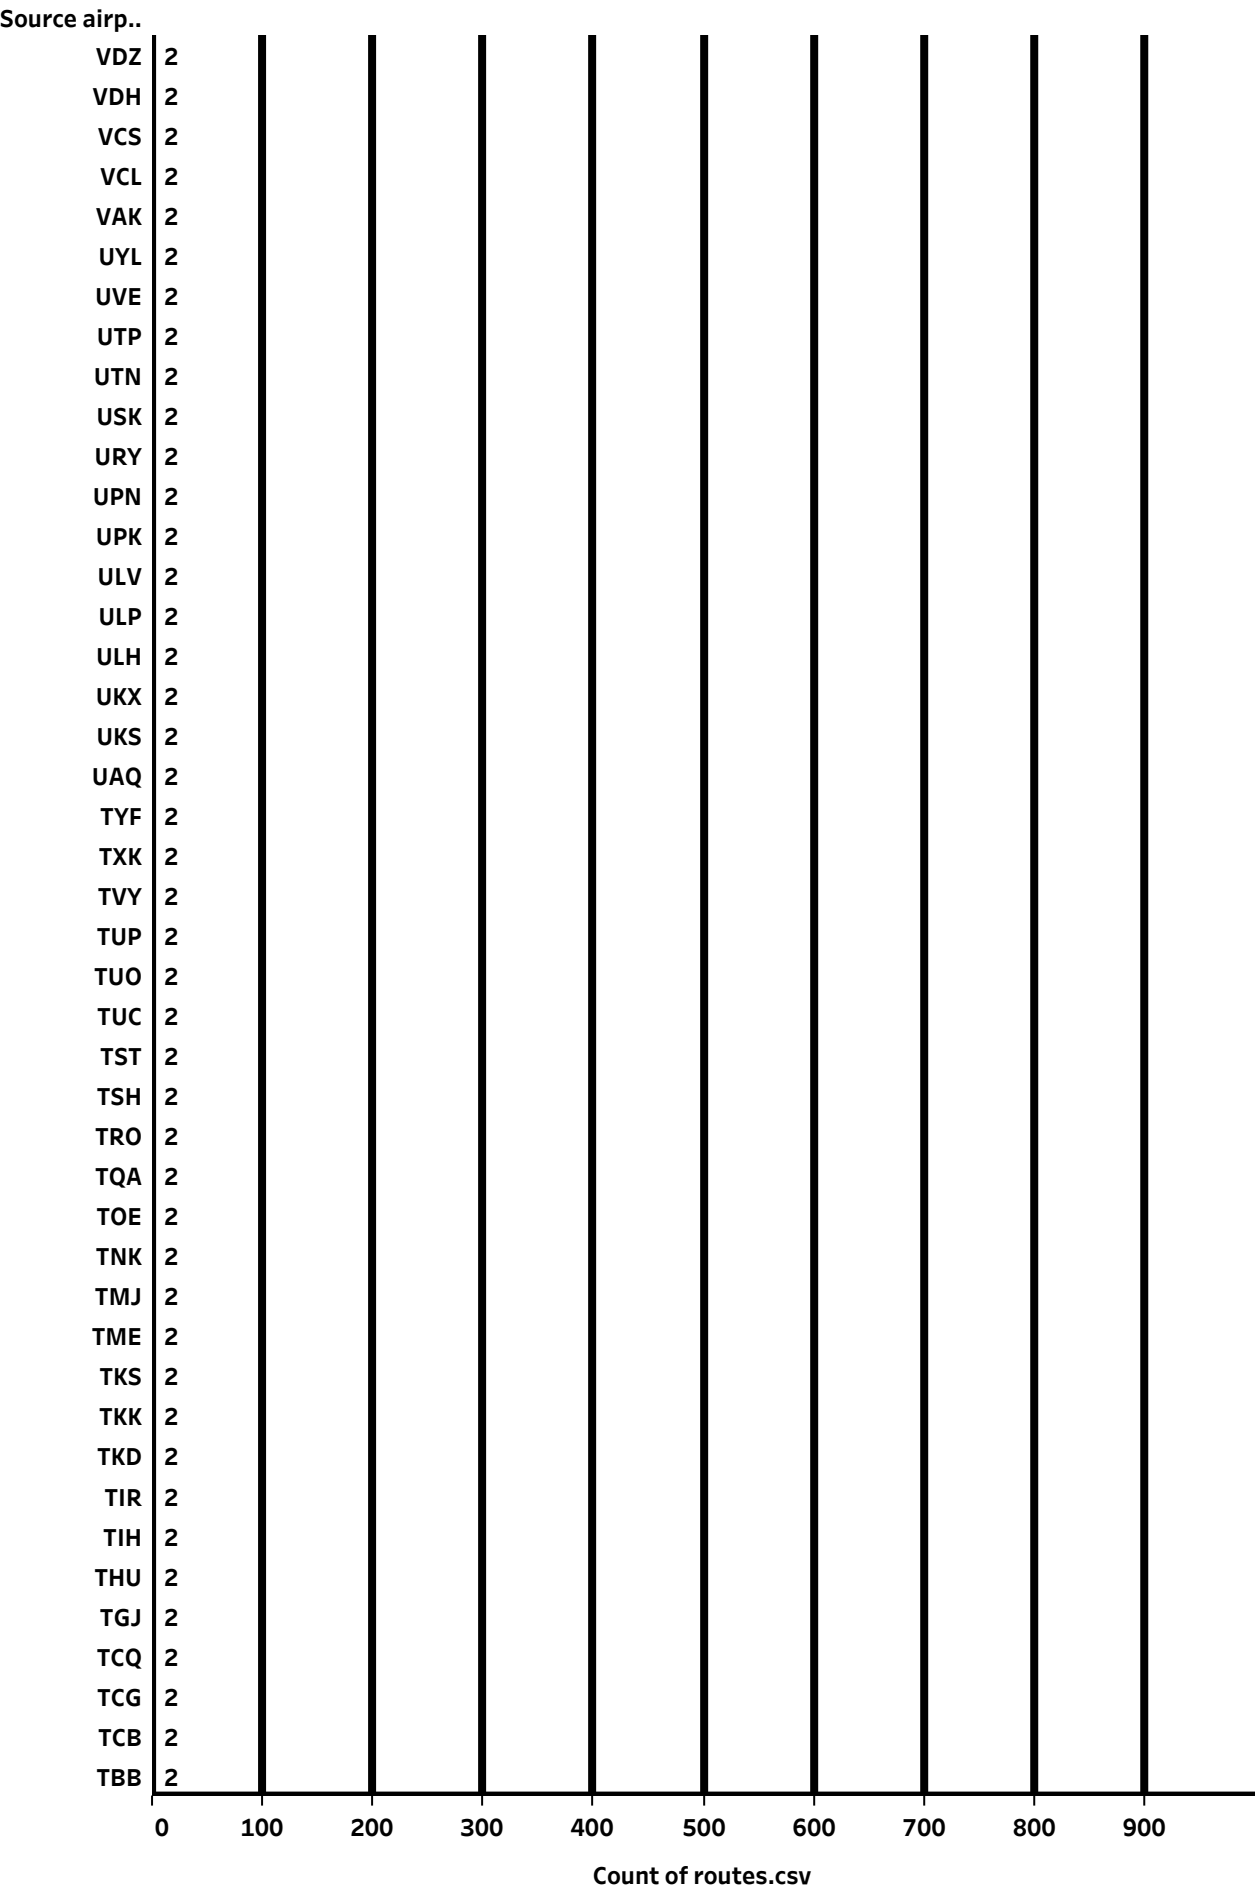 Source airp..
VDZ 2
VDH 2
VCS 2
VCL 2
VAK 2
UYL 2
UVE 2
UTP 2
UTN 2
USK 2
URY 2
UPN 2
UPK 2
ULV 2
ULP 2
ULH 2
UKX 2
UKS 2
UAQ 2
TYF 2
TXK 2
TVY 2
TUP 2
TUO 2
TUC 2
TST 2
TSH 2
TRO 2
TQA 2
TOE 2
TNK 2
TMJ 2
TME 2
TKS 2
TKK 2
TKD 2
TIR 2
TIH 2
THU 2
TGJ 2
TCQ 2
TCG 2
TCB 2
TBB 2
0 100 200 300 400 500 600 700 800 900
Count of routes.csv